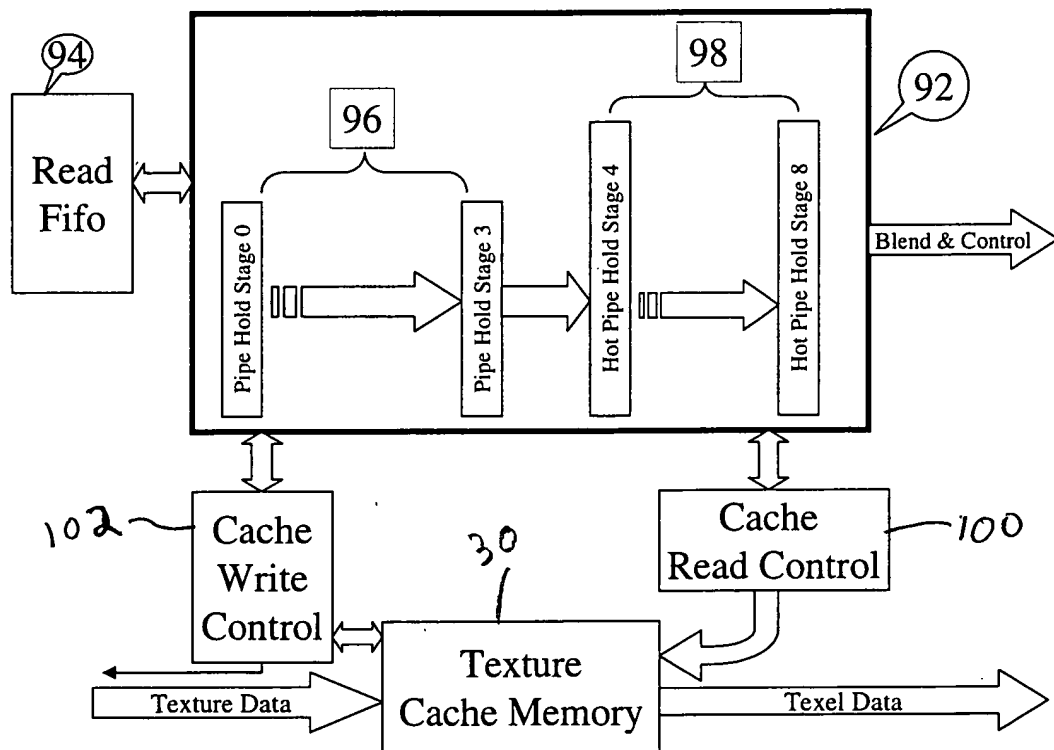 94
98
92
96
Read
Fifo
Pipe Hold Stage 0
Pipe Hold Stage 3
Hot Pipe Hold Stage 4
Hot Pipe Hold Stage 8
Blend & Control
102
Cache
Write
Control
30
Cache
Read Control
100
Texture
Cache Memory
Texture Data
Texel Data